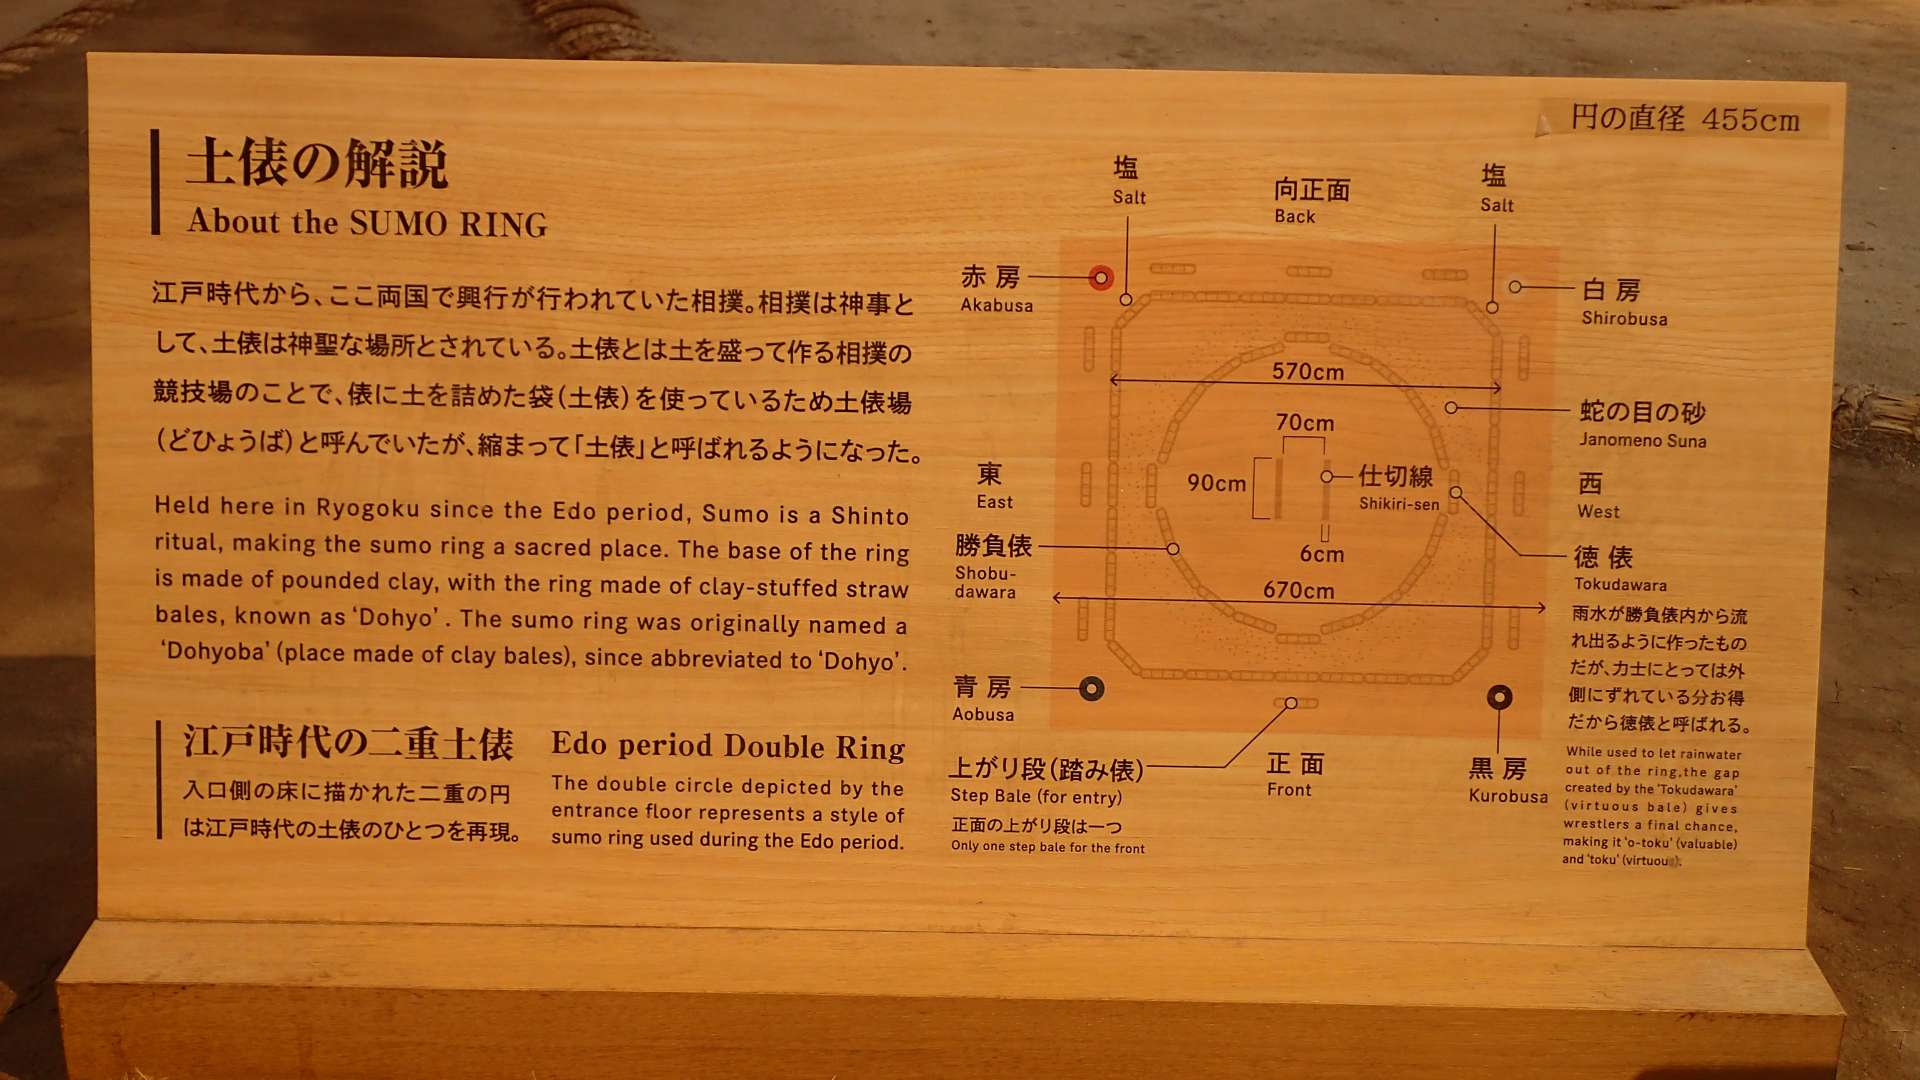 土俵の解説
About the SUMO RING
江戸時代から、ここ両国で興行が行われていた相撲。相撲は神事と
して、土俵は神聖な場所とされている。土俵とは土を盛って作る相撲の
競技場のことで、俵に土を詰めた袋（土俵）を使っているため土俵場
（どひょうば）と呼んでいたが、縮まって「土俵」と呼ばれるようになった。
Held here in Ryogoku since the Edo period, Sumo is a Shinto
ritual, making the sumo ring a sacred place. The base of the ring
is made of pounded clay, with the ring made of clay-stuffed straw
bales, known as ‘Dohyo’. The sumo ring was originally named a
‘Dohyoba’ (place made of clay bales), since abbreviated to ‘Dohyo’.
江戸時代の二重土俵
入口側の床に描かれた二重の円
は江戸時代の土俵のひとつを再現。
Edo period Double Ring
The double circle depicted by the
entrance floor represents a style of
sumo ring used during the Edo period.
円の直径 455cm
塩
Salt
向正面
Back
塩
Salt
赤房
Akabusa
白房
Shirobusa
570cm
蛇の目の砂
Janomeno Suna
70cm
90cm
仕切線
Shikiri-sen
6cm
東
East
西
West
勝負俵
Shobu-
dawara
670cm
徳俵
Tokudawara
雨水が勝負俵内から流
れ出るように作ったもの
だが、力士にとっては外
側にずれている分お得
だから徳俵と呼ばれる。
While used to let rainwater
out of the ring,the gap
created by the ‘Tokudawara’
(virtuous bale) gives
wrestlers a final chance,
making it ‘o-toku’ (valuable)
and ‘toku’
青房
Aobusa
上がり段（踏み俵）
Step Bale (for entry)
正面の上がり段は一つ
Only one step bale for the front
正面
Front
黒房
Kurobusa